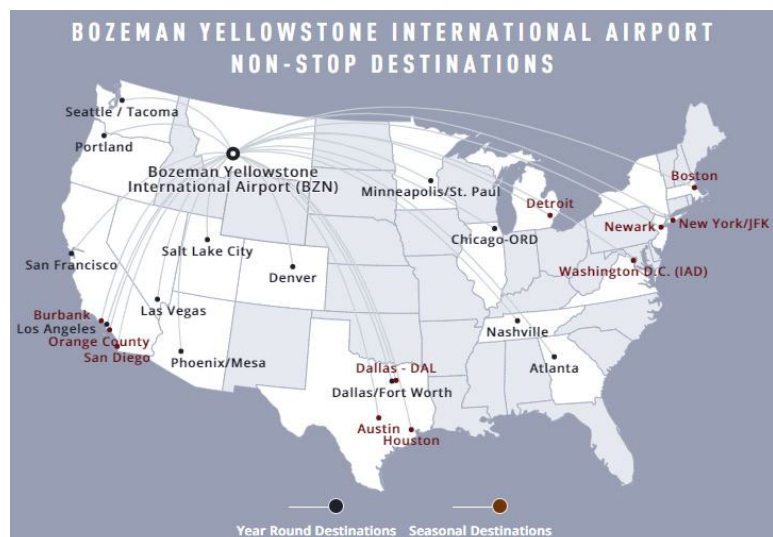 BOZEMAN YELLOWSTONE INTERNATIONAL AIRPORT
NON-STOP DESTINATIONS
Seattle / Tacoma
Portland
Bozeman Yellowstone
International Airport (BZN)
Minneapolis/St. Paul
Boston
Detroit
New York/JFK
Newark
Chicago-ORD
Salt Lake City
San Francisco
Denver
Washington D.C. (IAD)
Las Vegas
Burbank
Los Angeles
Orange County
San Diego
Phoenix/Mesa
Nashville
Atlanta
Dallas - DAL
Dallas/Fort Worth
Austin
Houston
Year Round Destinations
Seasonal Destinations